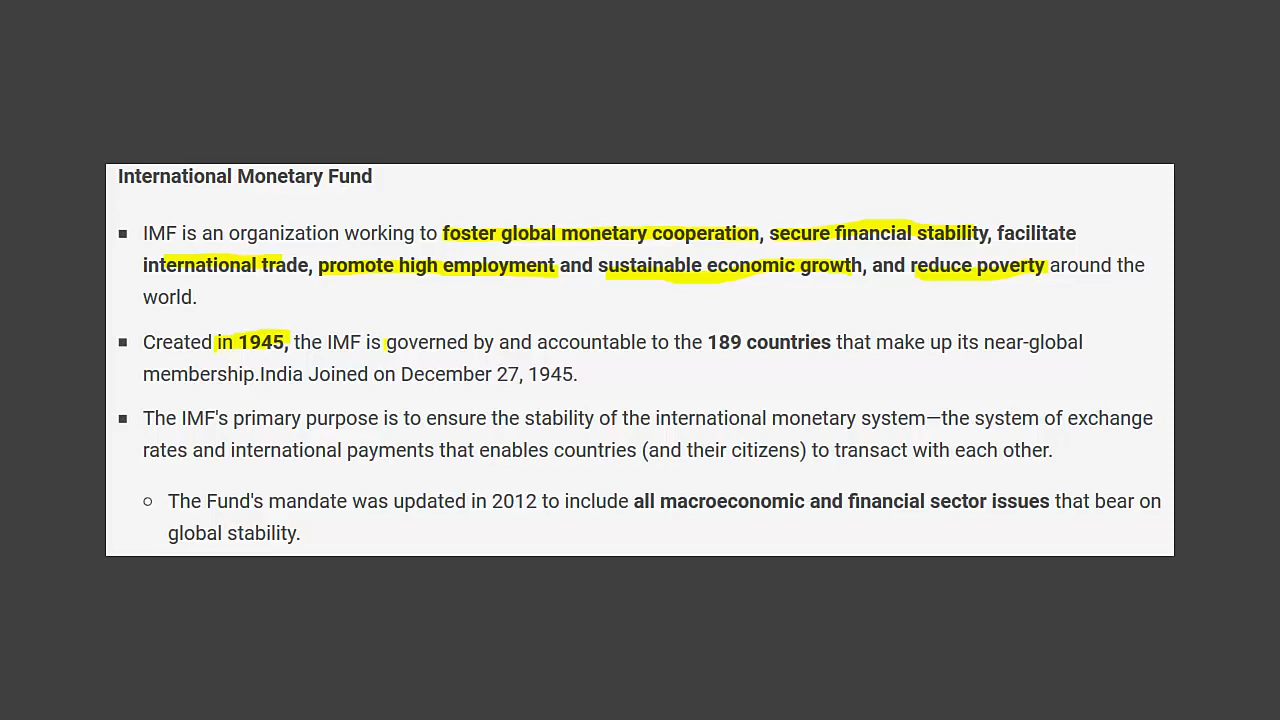 International Monetary Fund
▪ IMF is an organization working to foster global monetary cooperation, secure financial stability, facilitate
international trade, promote high employment and sustainable economic growth, and reduce poverty around the
world.
▪ Created in 1945, the IMF is governed by and accountable to the 189 countries that make up its near-global
membership.India Joined on December 27, 1945.
▪ The IMF's primary purpose is to ensure the stability of the international monetary system—the system of exchange
rates and international payments that enables countries (and their citizens) to transact with each other.
○ The Fund's mandate was updated in 2012 to include all macroeconomic and financial sector issues that bear on
global stability.